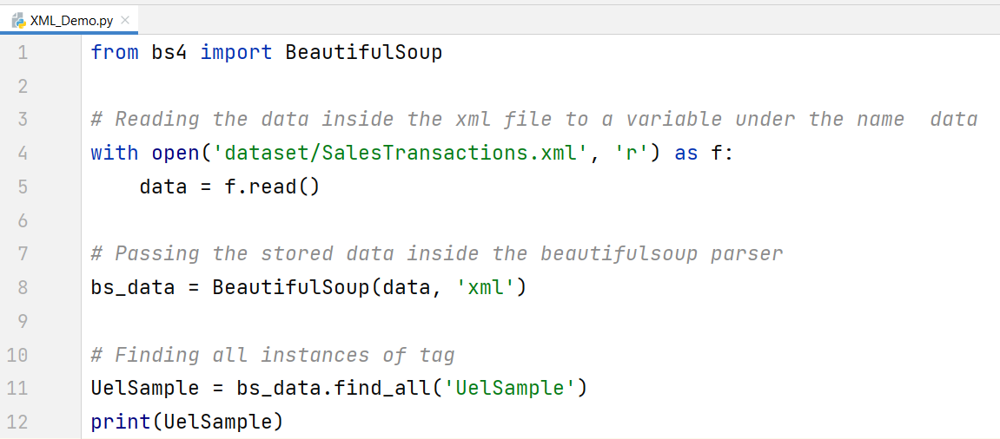 XML_Demo.py
1 from bs4 import BeautifulSoup
2
3 # Reading the data inside the xml file to a variable under the name  data
4 with open('dataset/SalesTransactions.xml', 'r') as f:
5     data = f.read()
6
7 # Passing the stored data inside the beautifulsoup parser
8 bs_data = BeautifulSoup(data, 'xml')
9
10 # Finding all instances of tag
11 UelSample = bs_data.find_all('UelSample')
12 print(UelSample)